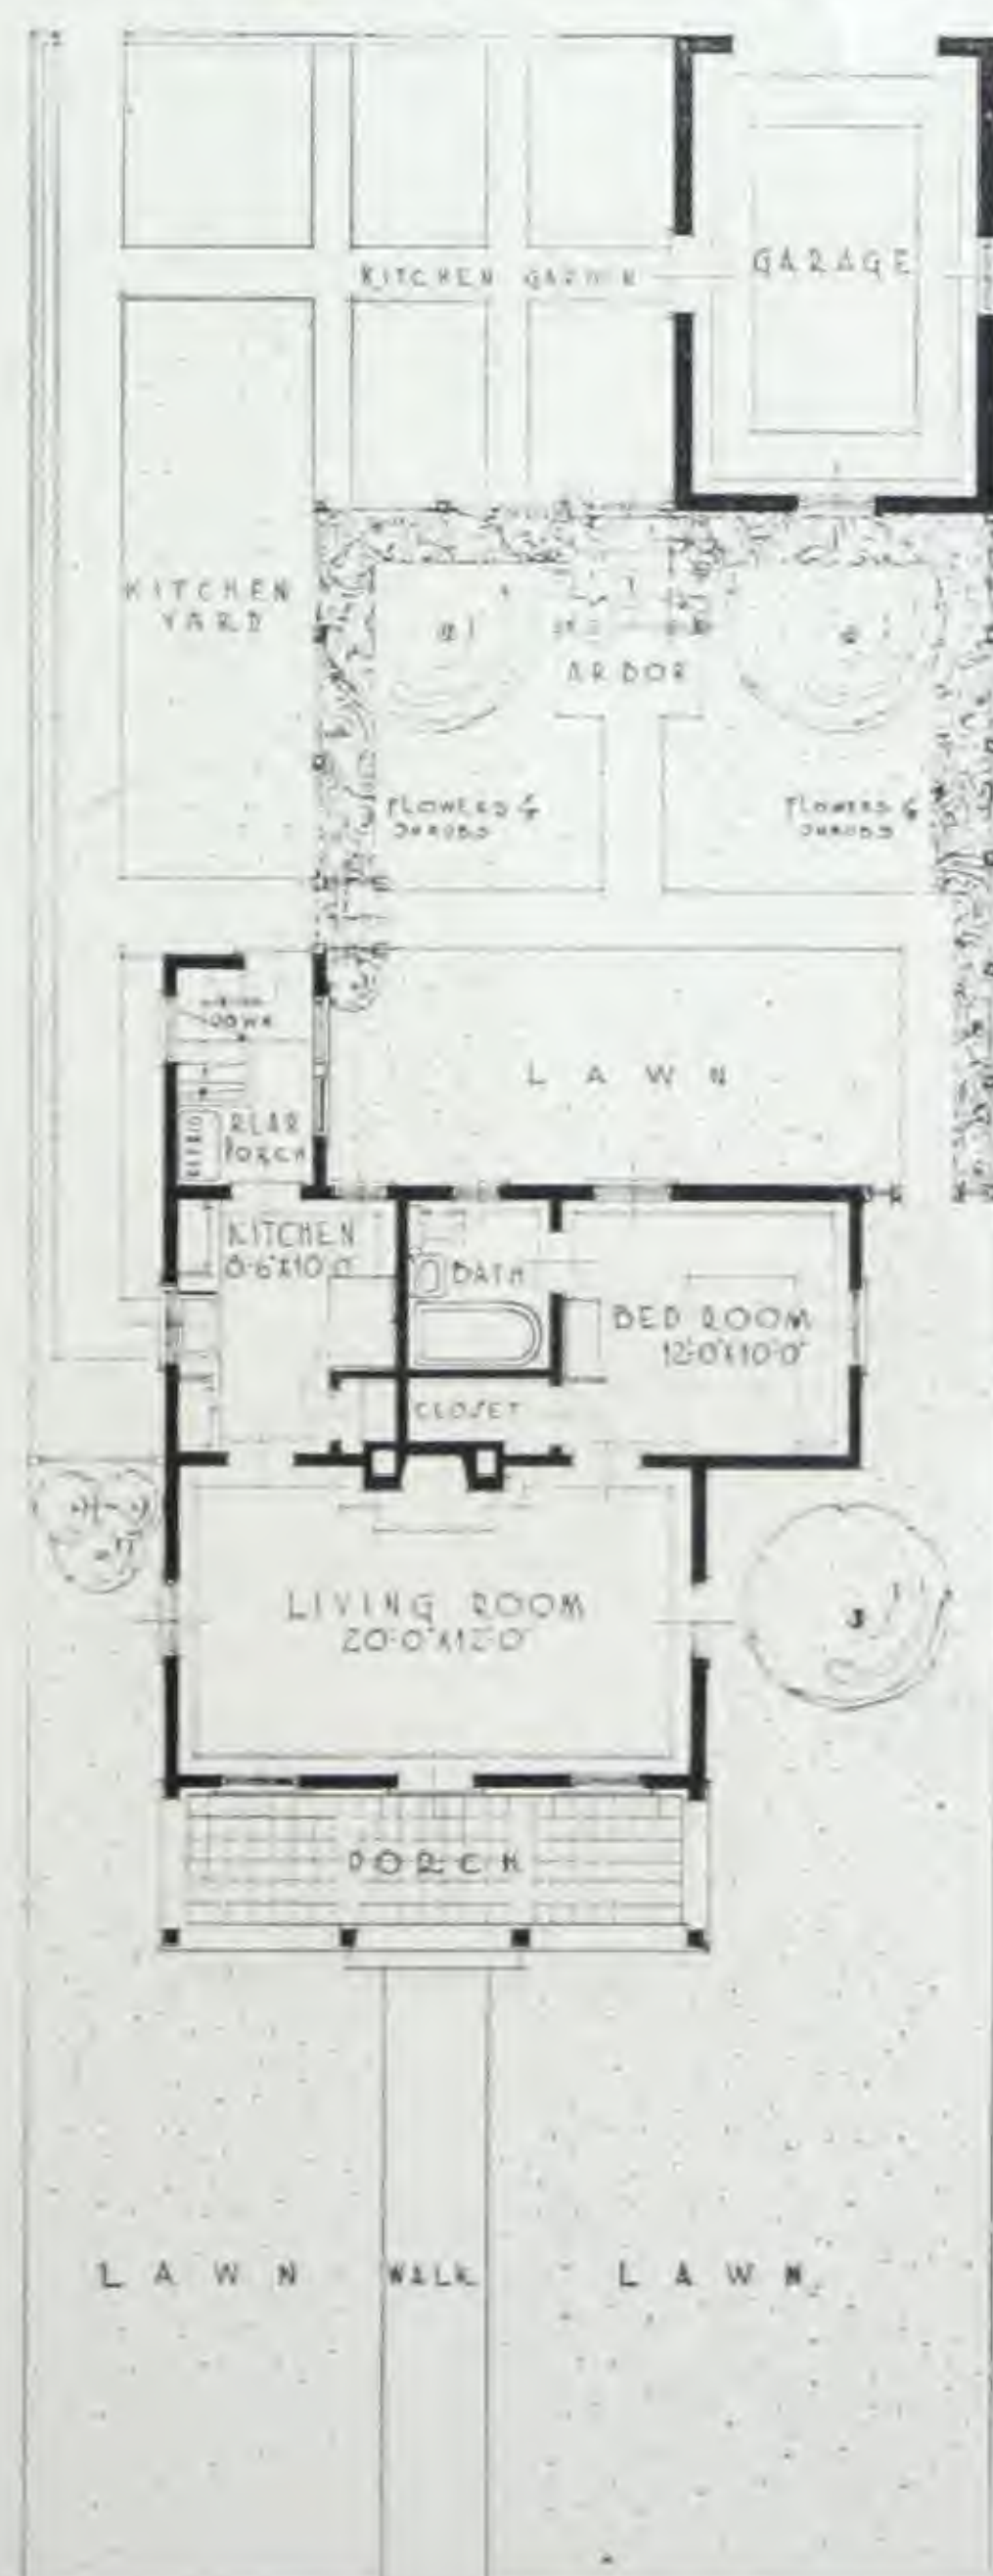 KITCHEN GARDEN
GARAGE
KITCHEN
YARD
ARBOR
FLOWERS &
SHRUBS
FLOWERS &
SHRUBS
DOWN
LAWN
REFRG
REAR
PORCH
KITCHEN
8'-6"X10'-0"
BATH
BED ROOM
12'-0"X10'-0"
CLOSET
LIVING ROOM
20'-0"X12'-0"
PORCH
LAWN WALK LAWN